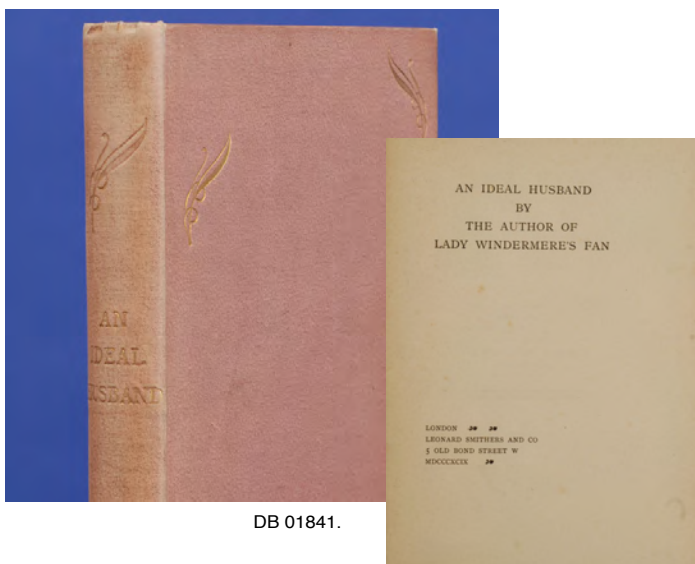 AN
IDEAL
HUSBAND
AN IDEAL HUSBAND
BY
THE AUTHOR OF
LADY WINDERMERE'S FAN
LONDON
LEONARD SMITHERS AND CO
5 OLD BOND STREET W
MDCCCXCIX
DB 01841.